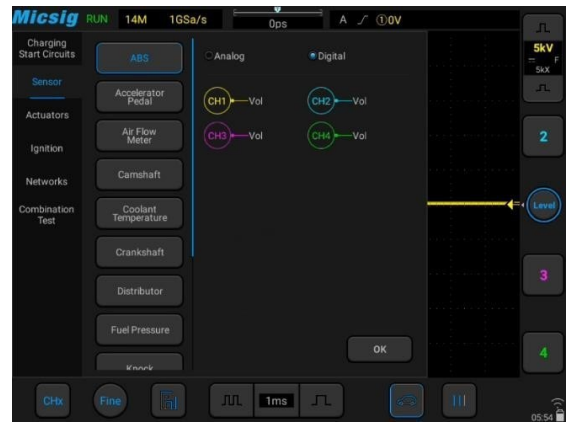 Micsig RUN 14M 1GSa/s 0ps A ①0V
Charging
Start Circuits
Sensor
Actuators
Ignition
Networks
Combination
Test
ABS
Accelerator
Pedal
Air Flow
Meter
Camshaft
Coolant
Temperature
Crankshaft
Distributor
Fuel Pressure
Knock
Analog Digital
CH1 Vol CH2 Vol
CH3 Vol CH4 Vol
OK
5kV
F
5kX
2
Level
3
4
CHx Fine 1ms
05:54